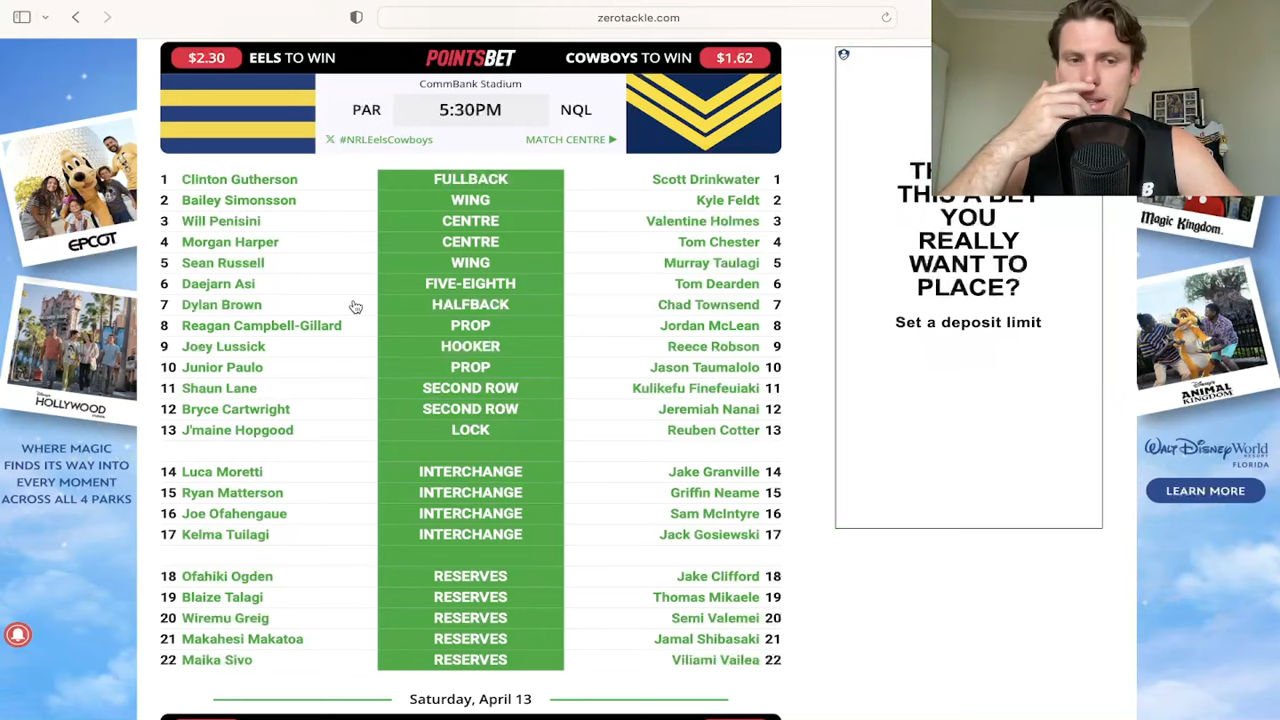 zerotackle.com
$2.30 EELS TO WIN POINTSBET COWBOYS TO WIN $1.62
CommBank Stadium
PAR 5:30PM NQL
#NRLEelsCowboys MATCH CENTRE
1 Clinton Gutherson FULLBACK Scott Drinkwater 1
2 Bailey Simonsson WING Kyle Feldt 2
3 Will Penisini CENTRE Valentine Holmes 3
4 Morgan Harper CENTRE Tom Chester 4
5 Sean Russell WING Murray Taulagi 5
6 Daejarn Asi FIVE-EIGHTH Tom Dearden 6
7 Dylan Brown HALFBACK Chad Townsend 7
8 Reagan Campbell-Gillard PROP Jordan McLean 8
9 Joey Lussick HOOKER Reece Robson 9
10 Junior Paulo PROP Jason Taumalolo 10
11 Shaun Lane SECOND ROW Kulikefu Finefeuiaki 11
12 Bryce Cartwright SECOND ROW Jeremiah Nanai 12
13 J'maine Hopgood LOCK Reuben Cotter 13
14 Luca Moretti INTERCHANGE Jake Granville 14
15 Ryan Matterson INTERCHANGE Griffin Neame 15
16 Joe Ofahengaue INTERCHANGE Sam McIntyre 16
17 Kelma Tuilagi INTERCHANGE Jack Gosiewski 17
18 Ofahiki Ogden RESERVES Jake Clifford 18
19 Blaize Talagi RESERVES Thomas Mikaele 19
20 Wiremu Greig RESERVES Semi Valemei 20
21 Makahesi Makatoa RESERVES Jamal Shibasaki 21
22 Maika Sivo RESERVES Viliami Vailea 22
Saturday, April 13
EPCOT
DISNEY'S HOLLYWOOD
WHERE MAGIC
FINDS ITS WAY INTO
EVERY MOMENT
ACROSS ALL 4 PARKS
THIS A BET
YOU
REALLY
WANT TO
PLACE?
Set a deposit limit
Magic Kingdom
DISNEY'S ANIMAL KINGDOM
Walt Disney World
RESORT
FLORIDA
LEARN MORE